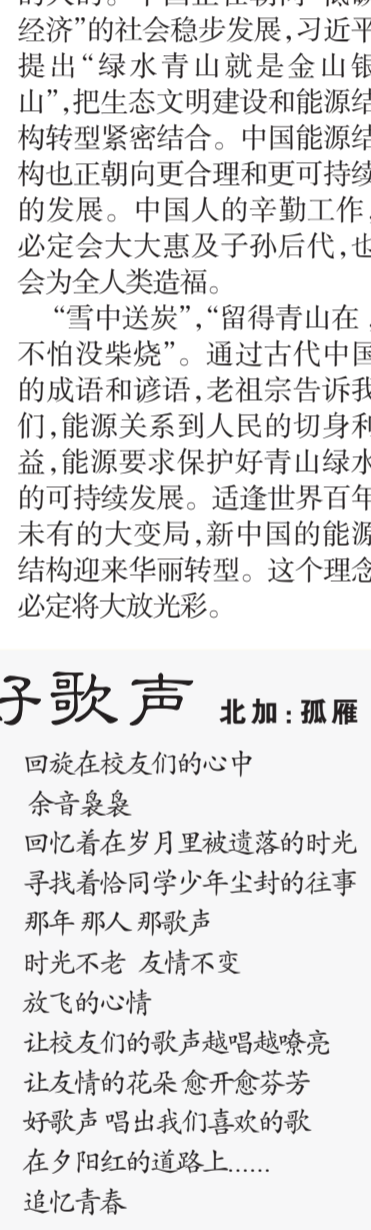 经济”的社会稳步发展,习近平
提出“绿水青山就是金山银
山”,把生态文明建设和能源结
构转型紧密结合。中国能源结
构也正朝向更合理和更可持续
的发展。中国人的辛勤工作,
必定会大大惠及子孙后代,也
会为全人类造福。
“雪中送炭”,“留得青山在,
不怕没柴烧”。通过古代中国
的成语和谚语,老祖宗告诉我
们,能源关系到人民的切身利
益,能源要求保护好青山绿水
的可持续发展。适逢世界百年
未有的大变局,新中国的能源
结构迎来华丽转型。这个理念
必定将大放光彩。
好歌声 北加:孤雁
回旋在校友们的心中
余音袅袅
回忆着在岁月里被遗落的时光
寻找着恰同学少年尘封的往事
那年 那人 那歌声
时光不老 友情不变
放飞的心情
让校友们的歌声越唱越嘹亮
让友情的花朵 愈开愈芬芳
好歌声 唱出我们喜欢的歌
在夕阳红的道路上......
追忆青春